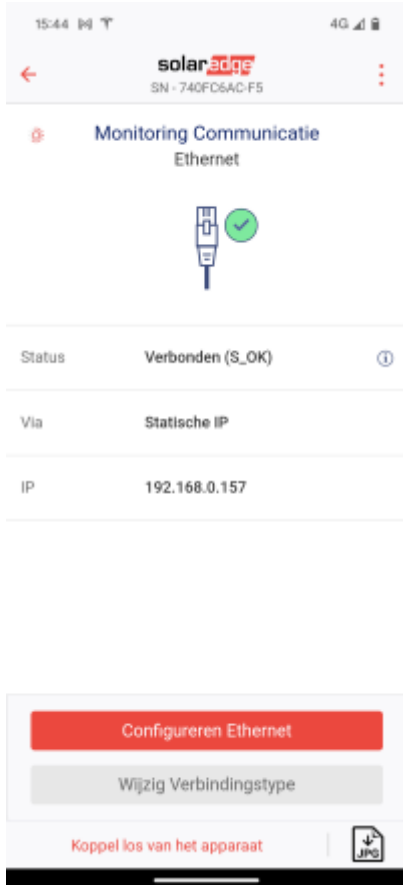 15:44
4G
solaredge
SN - 740FC6AC-F5
Monitoring Communicatie
Ethernet
Status Verbonden (S_OK)
Via Statische IP
IP 192.168.0.157
Configureren Ethernet
Wijzig Verbindingstype
Koppel los van het apparaat
JPG